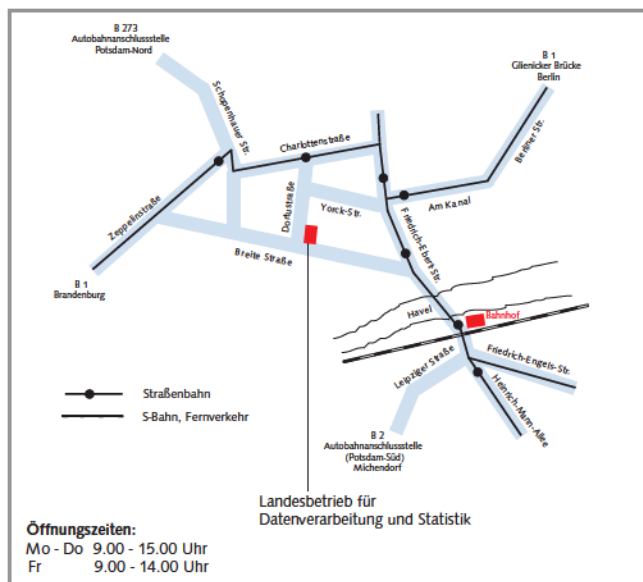 B 273
Autobahnanschlussstelle
Potsdam-Nord
B 1
Glienicker Brücke
Berlin
Schopenhauer Str.
Charlottenstraße
Berliner Str.
Zeppelinstraße
Dortustraße
Yorck-Str.
Am Kanal
Friedrich-Ebert-Str.
Breite Straße
B 1
Brandenburg
Havel
Bahnhof
Leipziger Straße
Friedrich-Engels-Str.
Heinrich-Mann-Allee
Straßenbahn
S-Bahn, Fernverkehr
B 2
Autobahnanschlussstelle
(Potsdam-Süd)
Michendorf
Landesbetrieb für
Datenverarbeitung und Statistik
Öffnungszeiten:
Mo - Do 9.00 - 15.00 Uhr
Fr 9.00 - 14.00 Uhr